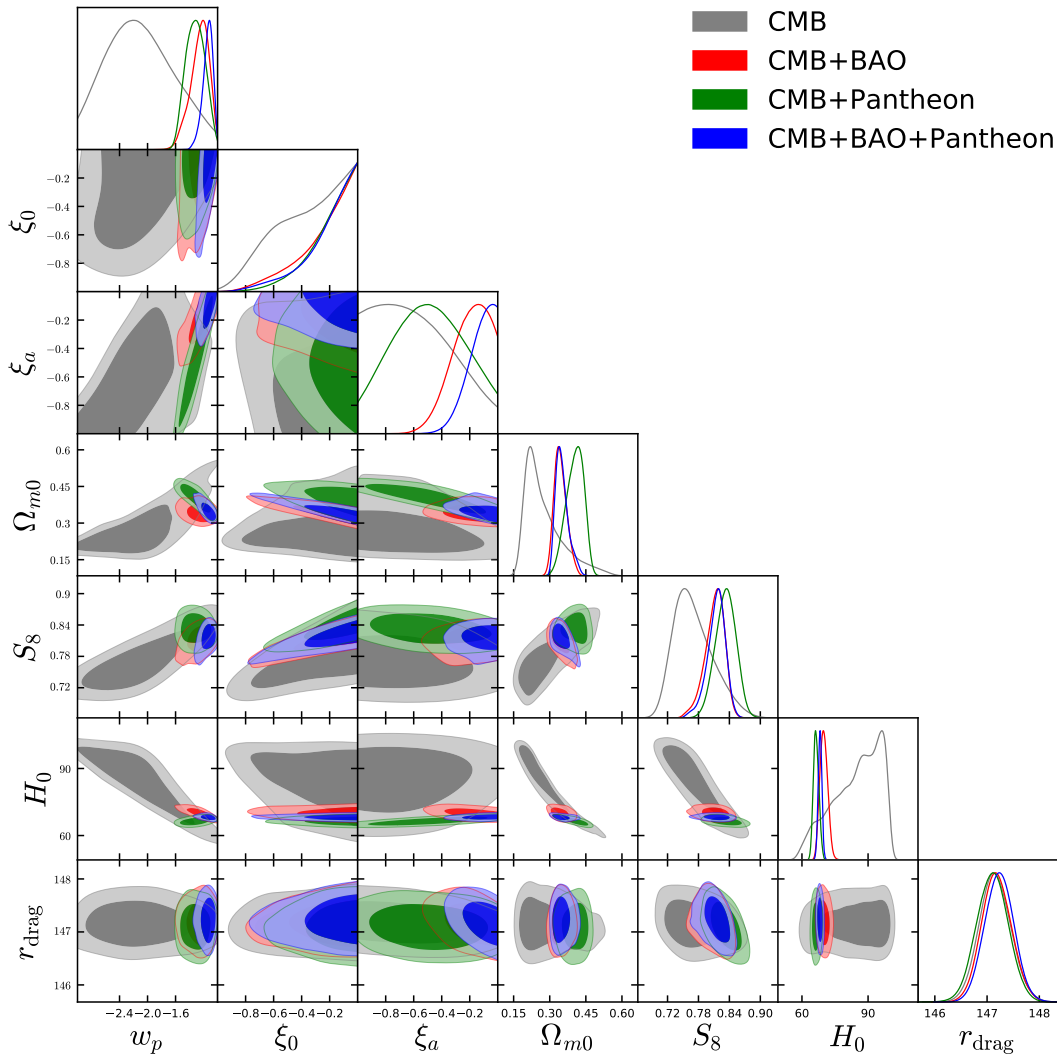 CMB
CMB+BAO
CMB+Pantheon
CMB+BAO+Pantheon
ξ₀
−0.2
−0.4
−0.6
−0.8
ξₐ
−0.2
−0.4
−0.6
−0.8
Ωₘ₀
0.6
0.45
0.3
0.15
S₈
0.9
0.84
0.78
0.72
H₀
90
60
r_drag
148
147
146
−2.4 −2.0 −1.6
−0.8 −0.6 −0.4 −0.2
−0.8 −0.6 −0.4 −0.2
0.15 0.30 0.45 0.60
0.72 0.78 0.84 0.90
60 90
146 147 148
w_p ξ₀ ξₐ Ωₘ₀ S₈ H₀ r_drag